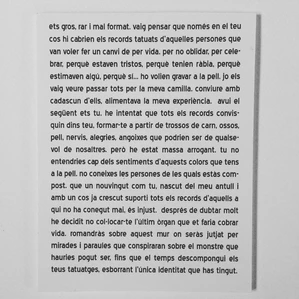 ets gros, rar i mal format. vaig pensar que només en el teu
cos hi cabrien els records tatuats d'aquelles persones que
van voler fer un canvi de per vida. per no oblidar, per cele-
brar, perquè estaven tristos, perquè tenien ràbia, perquè
estimaven algú, perquè sí... ho volien gravar a la pell. jo els
vaig veure passar tots per la meva camilla, conviure amb
cadascun d'ells, alimentava la meva experiència. avui el
següent ets tu. he intentat que tots els records convis-
quin dins teu, formar-te a partir de trossos de carn, ossos,
pell, nervis, alegries, angoixes que podrien ser de qualse-
vol de nosaltres. però he estat massa arrogant. tu no
entendries cap dels sentiments d'aquests colors que tens
a la pell. no coneixes les persones de les quals estàs com-
post. que un nouvingut com tu, nascut del meu antull i
amb un cos ja crescut suporti tots els records d'aquells a
qui no ha conegut mai, és injust. després de dubtar molt
he decidit no col·locar-te l'últim òrgan que et faria cobrar
vida. romandràs sobre aquest mur on seràs jutjat per
mirades i paraules que conspiraran sobre el monstre que
hauries pogut ser, fins que el temps descompongui els
teus tatuatges, esborrant l'única identitat que has tingut.